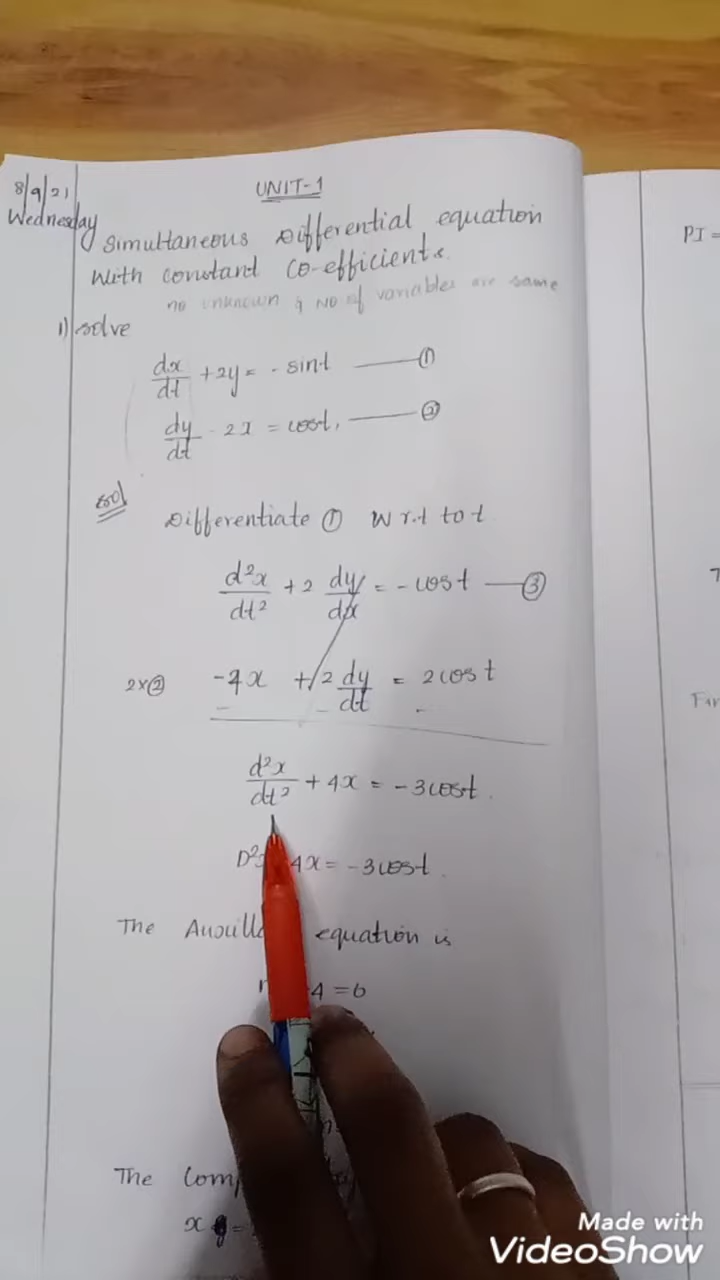 8/9/21
Wednesday
UNIT-1
Simultaneous Differential equation
with constant co-efficients.
no unknown & NO of variables are same
1) solve
dx/dt + 2y = - sint ——— ①
dy/dt - 2x = cost, ——— ②
Sol
Differentiate ① w r.t to t
d²x/dt² + 2 dy/dx = - cost —— ③
2x② -4x + 2 dy/dt = 2cost
- - -
d²x/dt² + 4x = -3cost.
D² 4x = -3cost.
The equation is
4 = 0
The
x =
PI =
Made with
VideoShow